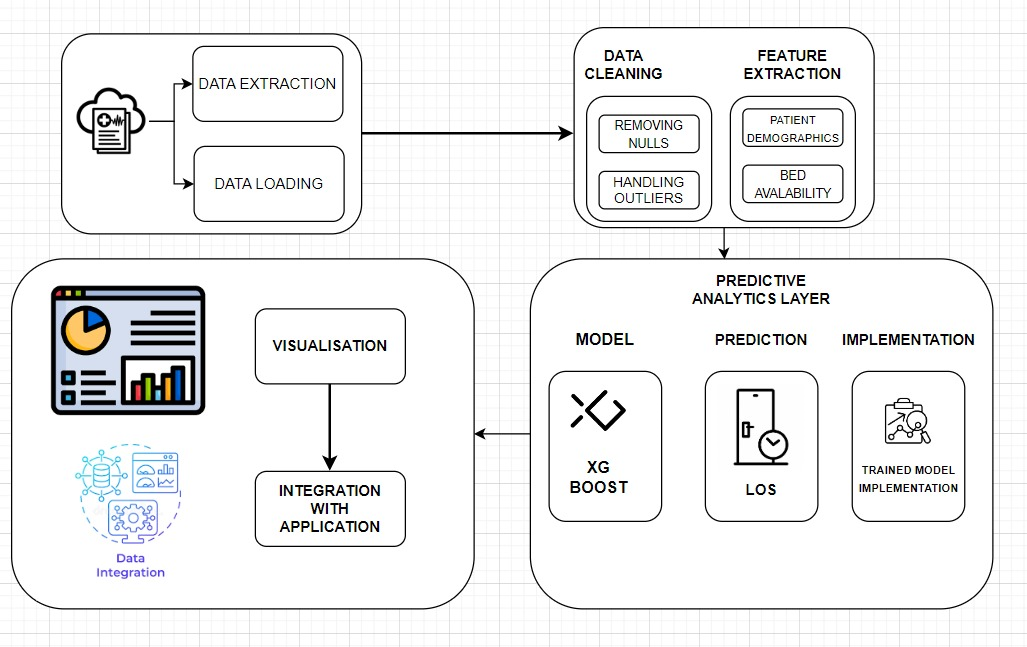 DATA EXTRACTION
DATA LOADING
DATA
CLEANING
REMOVING
NULLS
HANDLING
OUTLIERS
FEATURE
EXTRACTION
PATIENT
DEMOGRAPHICS
BED
AVALABILITY
PREDICTIVE
ANALYTICS LAYER
MODEL
XG
BOOST
PREDICTION
LOS
IMPLEMENTATION
TRAINED MODEL
IMPLEMENTATION
VISUALISATION
INTEGRATION
WITH
APPLICATION
Data
Integration